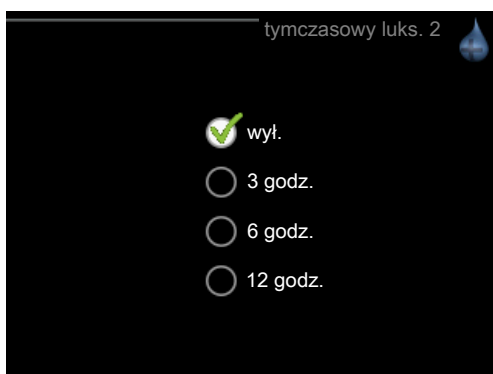 tymczasowy luks. 2
wył.
3 godz.
6 godz.
12 godz.